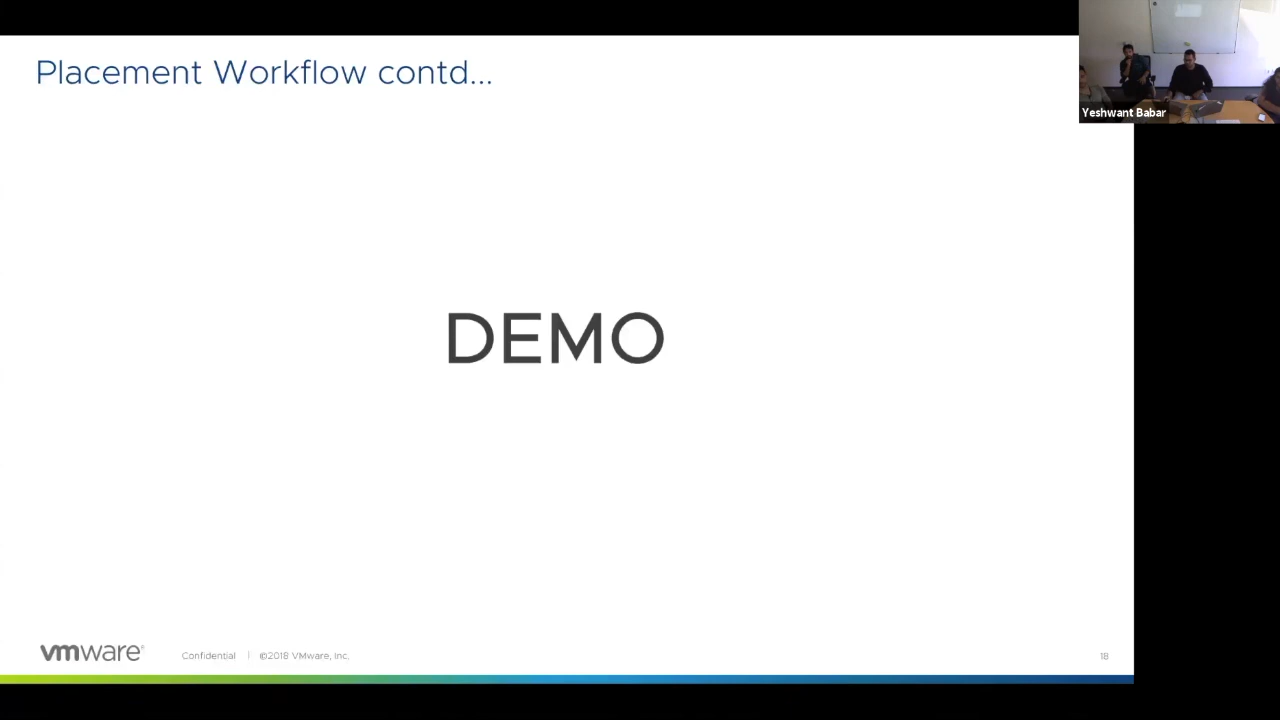 Placement Workflow contd...
Yeshwant Babar
DEMO
vmware®
Confidential | ©2018 VMware, Inc.
18